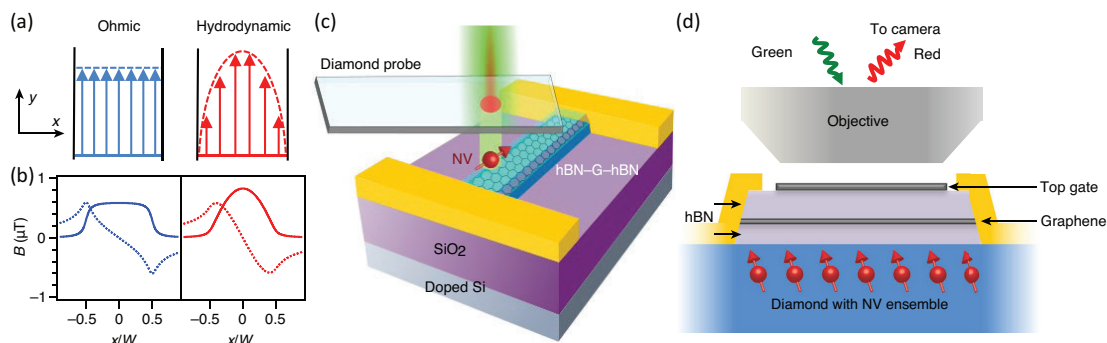 (a)
Ohmic
Hydrodynamic
y
x
(b)
1
0
−1
B (μT)
−0.5
0
0.5
−0.5
0
0.5
x/W
x/W
(c)
Diamond probe
NV
hBN–G–hBN
SiO2
Doped Si
(d)
To camera
Green
Red
Objective
Top gate
hBN
Graphene
Diamond with NV ensemble